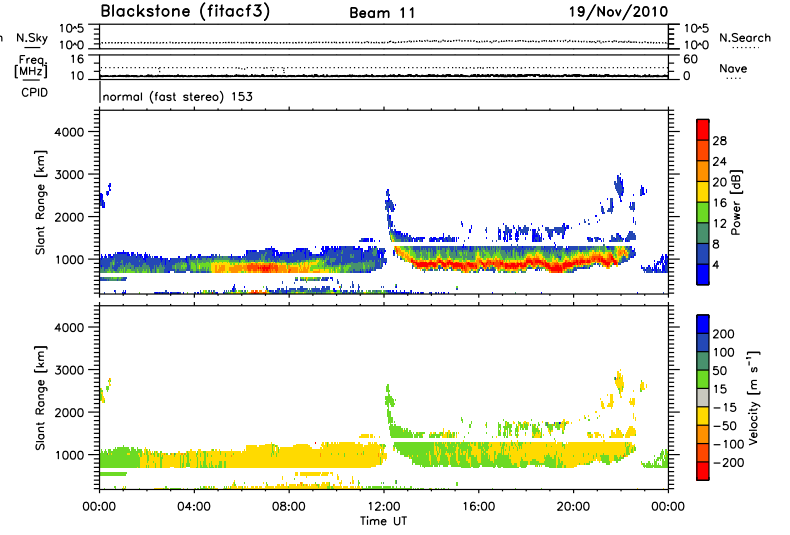 Blackstone (fitacf3)
Beam 11
19/Nov/2010
N.Sky
10^5
10^0
10^5
10^0
N.Search
Freq.
[MHz]
16
10
60
0
Nave
CPID
normal (fast stereo) 153
4000
3000
2000
1000
Slant Range [km]
28
24
20
16
12
8
4
Power [dB]
4000
3000
2000
1000
Slant Range [km]
200
100
50
15
-15
-50
-100
-200
Velocity [m s⁻¹]
00:00 04:00 08:00 12:00 16:00 20:00 00:00
Time UT